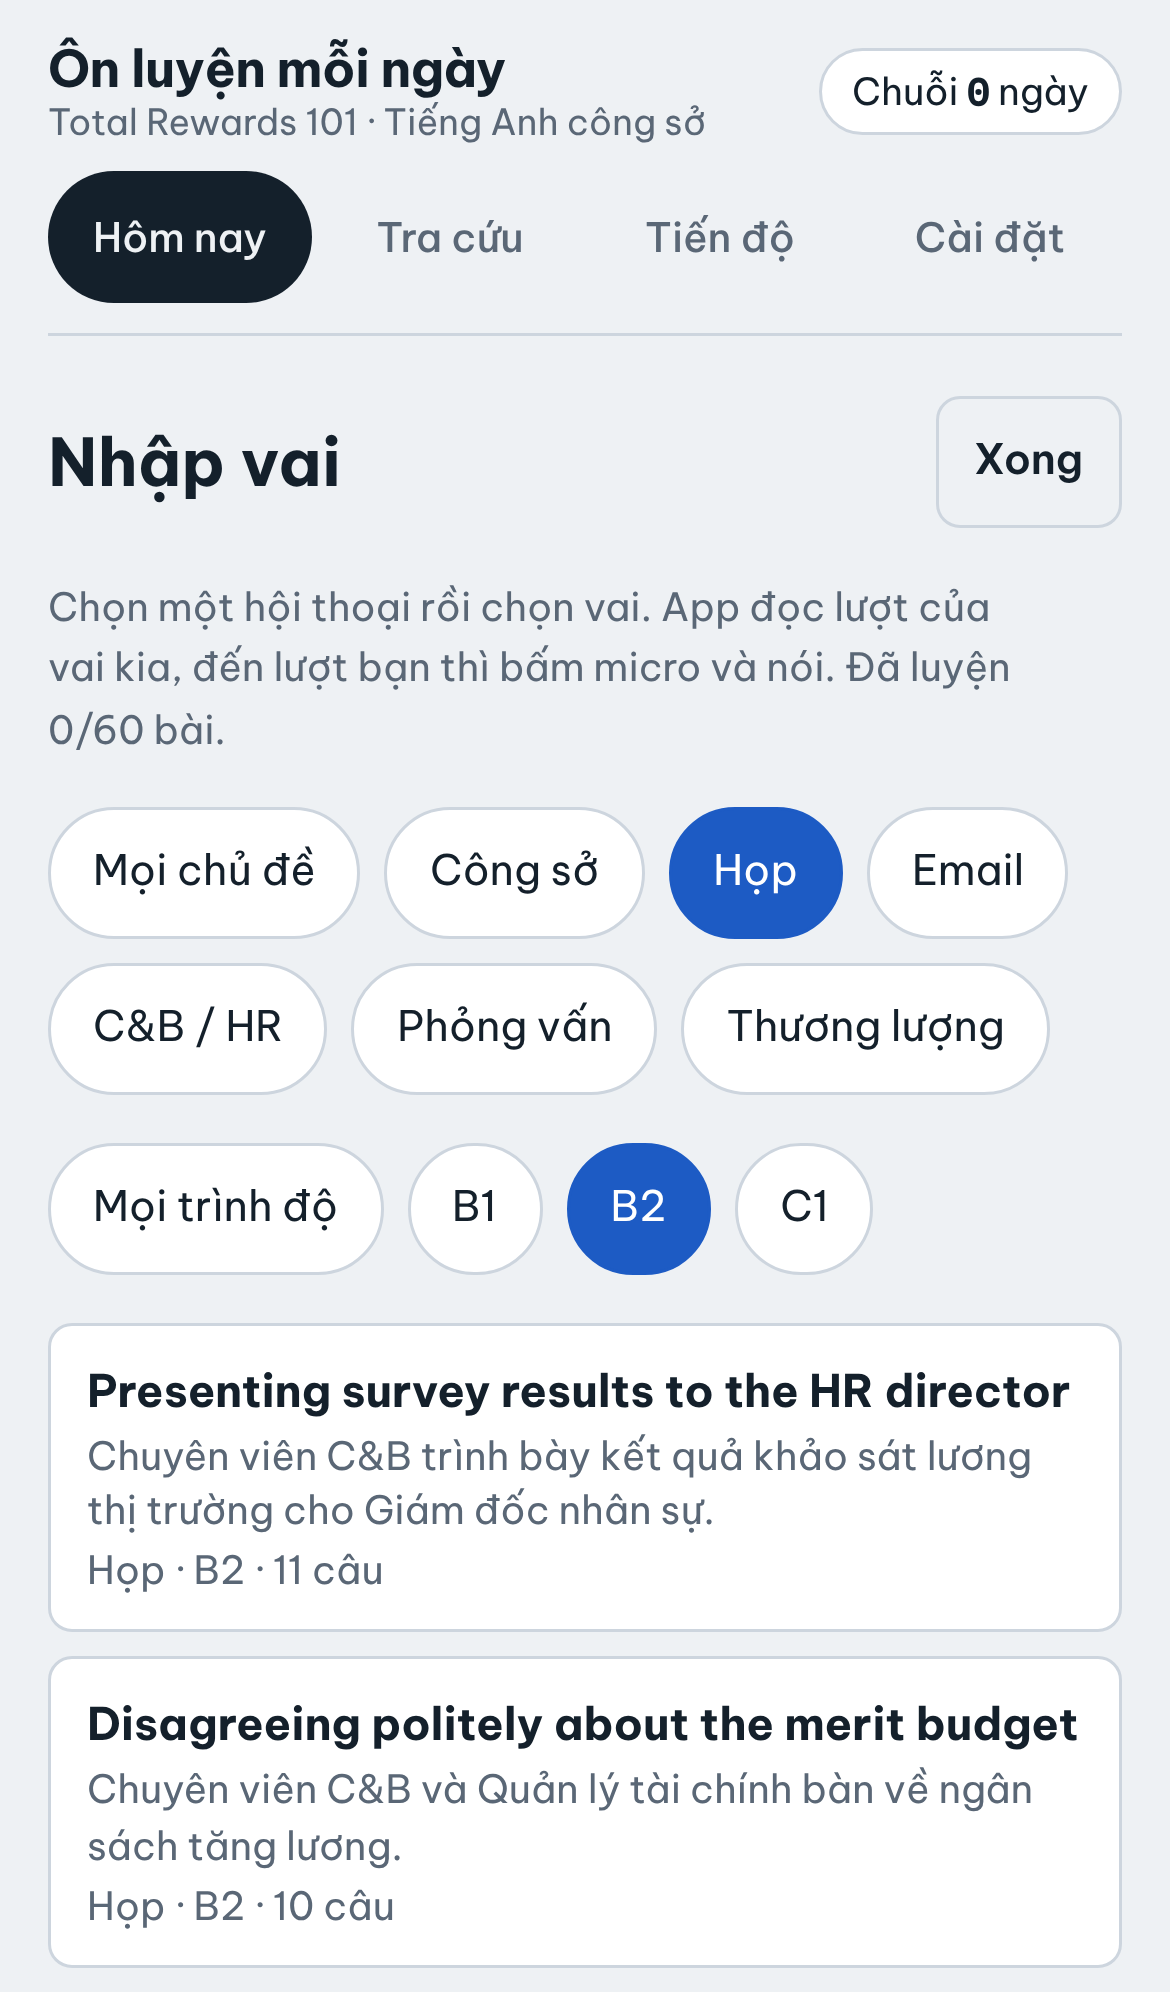 Ôn luyện mỗi ngày
Total Rewards 101 · Tiếng Anh công sở
Chuỗi 0 ngày
Hôm nay
Tra cứu
Tiến độ
Cài đặt
Nhập vai
Xong
Chọn một hội thoại rồi chọn vai. App đọc lượt của
vai kia, đến lượt bạn thì bấm micro và nói. Đã luyện
0/60 bài.
Mọi chủ đề
Công sở
Họp
Email
C&B / HR
Phỏng vấn
Thương lượng
Mọi trình độ
B1
B2
C1
Presenting survey results to the HR director
Chuyên viên C&B trình bày kết quả khảo sát lương
thị trường cho Giám đốc nhân sự.
Họp · B2 · 11 câu
Disagreeing politely about the merit budget
Chuyên viên C&B và Quản lý tài chính bàn về ngân
sách tăng lương.
Họp · B2 · 10 câu